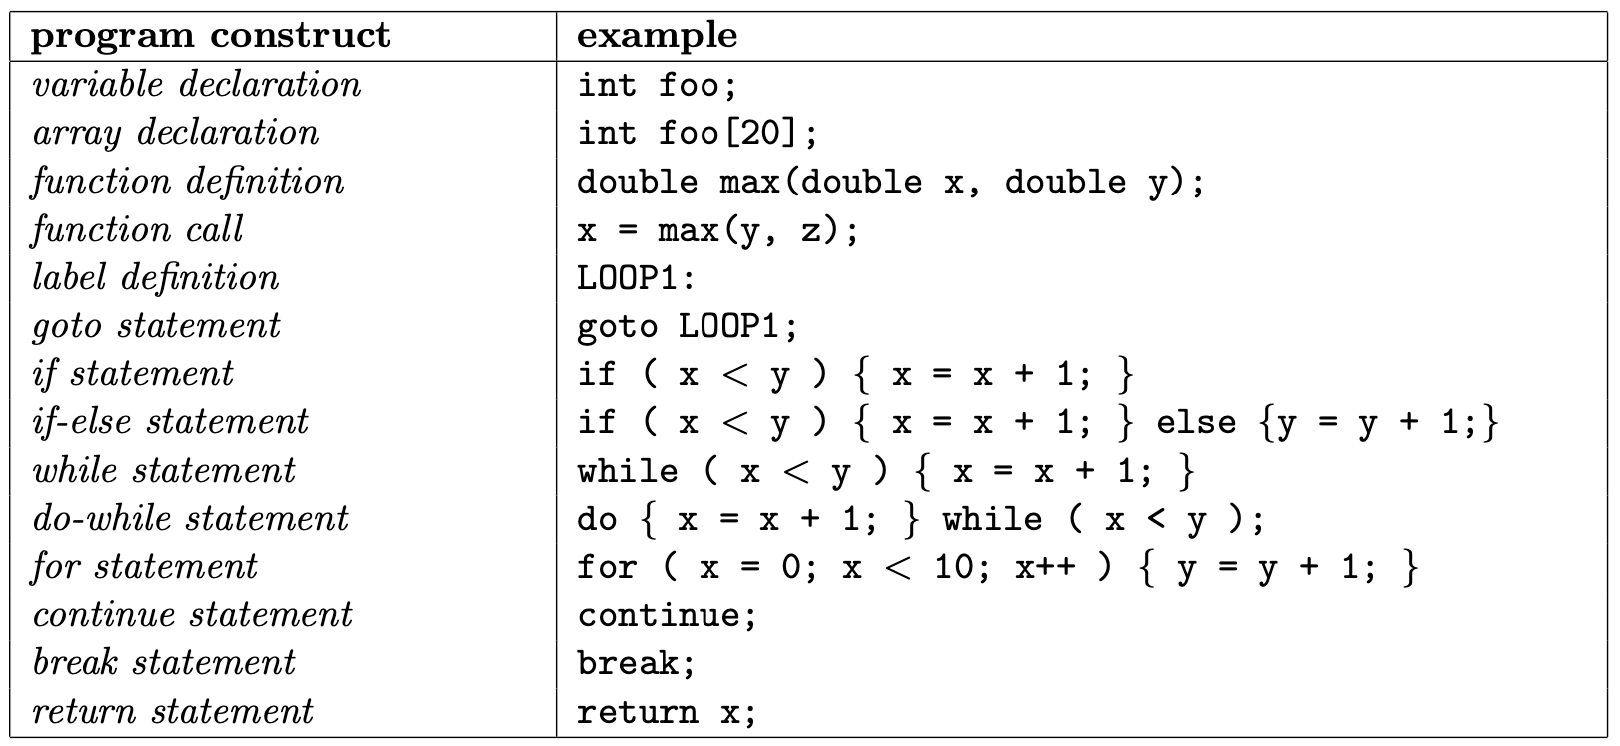 program construct example
variable declaration int foo;
array declaration int foo[20];
function definition double max(double x, double y);
function call x = max(y, z);
label definition LOOP1:
goto statement goto LOOP1;
if statement if ( x < y ) { x = x + 1; }
if-else statement if ( x < y ) { x = x + 1; } else {y = y + 1;}
while statement while ( x < y ) { x = x + 1; }
do-while statement do { x = x + 1; } while ( x < y );
for statement for ( x = 0; x < 10; x++ ) { y = y + 1; }
continue statement continue;
break statement break;
return statement return x;